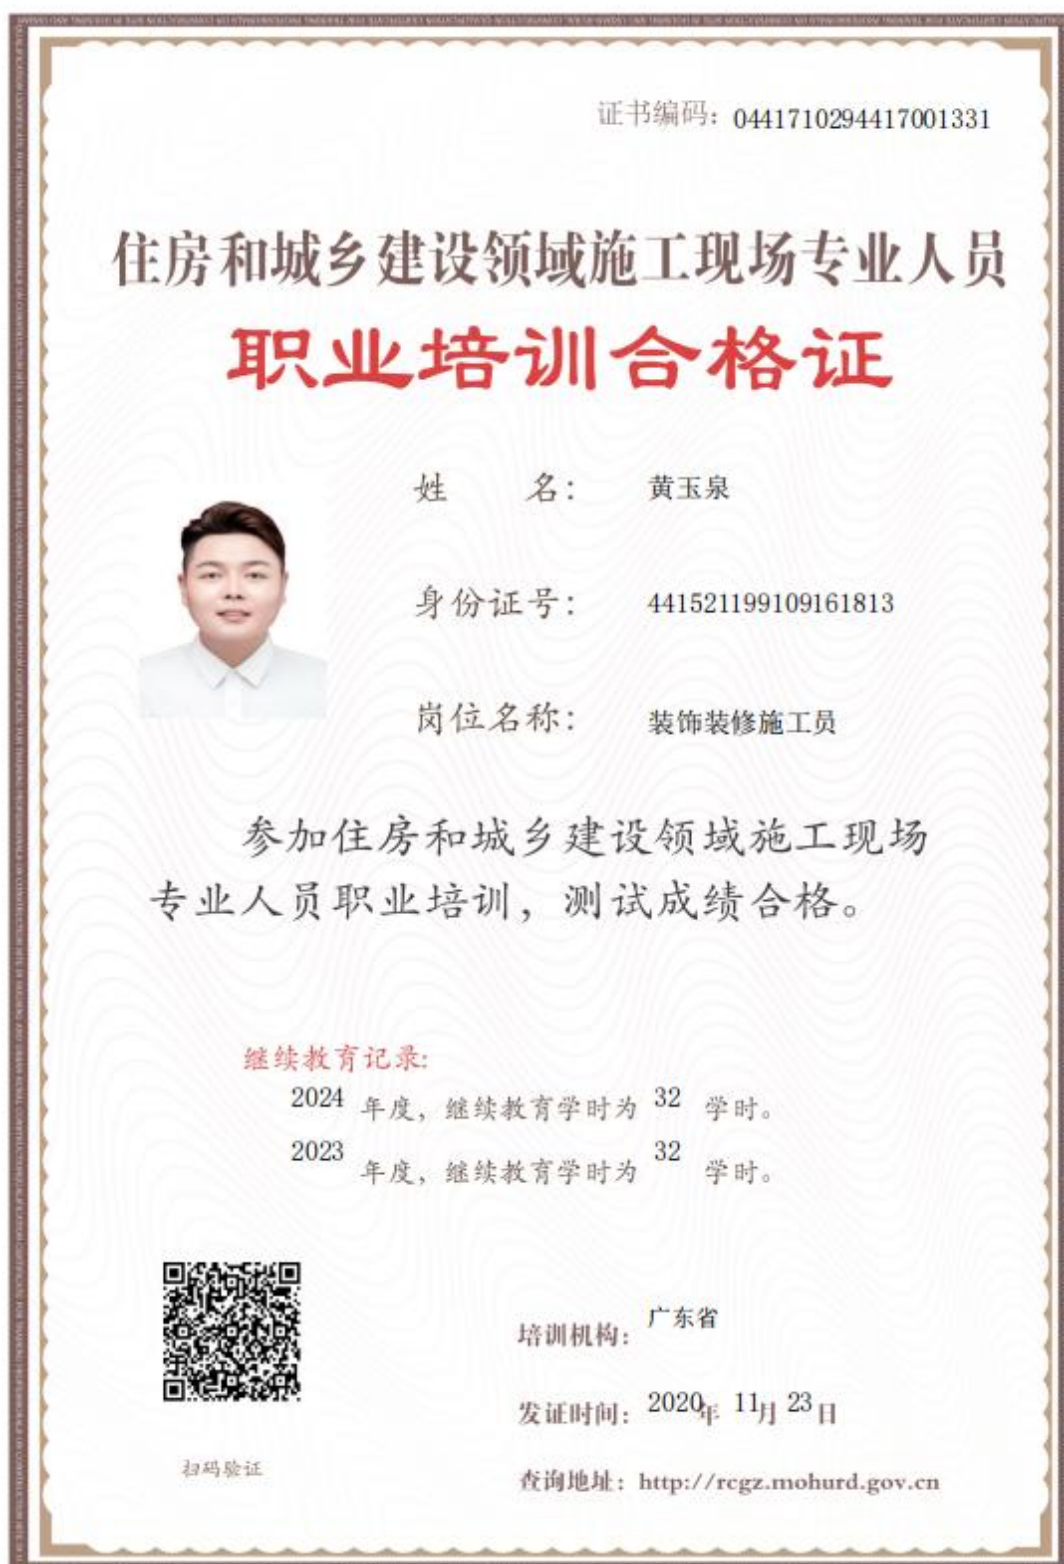 证书编码：0441710294417001331
住房和城乡建设领域施工现场专业人员
职业培训合格证
姓 名： 黄玉泉
身份证号： 441521199109161813
岗位名称： 装饰装修施工员
参加住房和城乡建设领域施工现场
专业人员职业培训，测试成绩合格。
继续教育记录:
2024 年度，继续教育学时为 32 学时。
2023 年度，继续教育学时为 32 学时。
培训机构： 广东省
发证时间： 2020年 11月 23日
扫码验证
查询地址：http://rcgz.mohurd.gov.cn